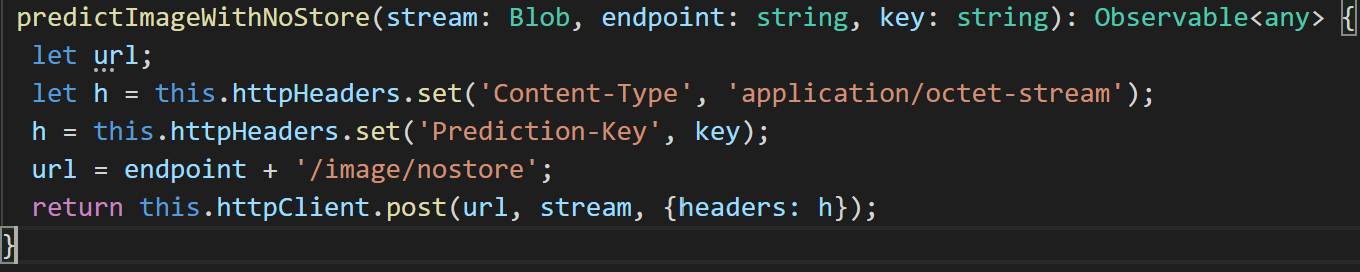 predictImageWithNoStore(stream: Blob, endpoint: string, key: string): Observable<any> {
let url;
let h = this.httpHeaders.set('Content-Type', 'application/octet-stream');
h = this.httpHeaders.set('Prediction-Key', key);
url = endpoint + '/image/nostore';
return this.httpClient.post(url, stream, {headers: h});
}